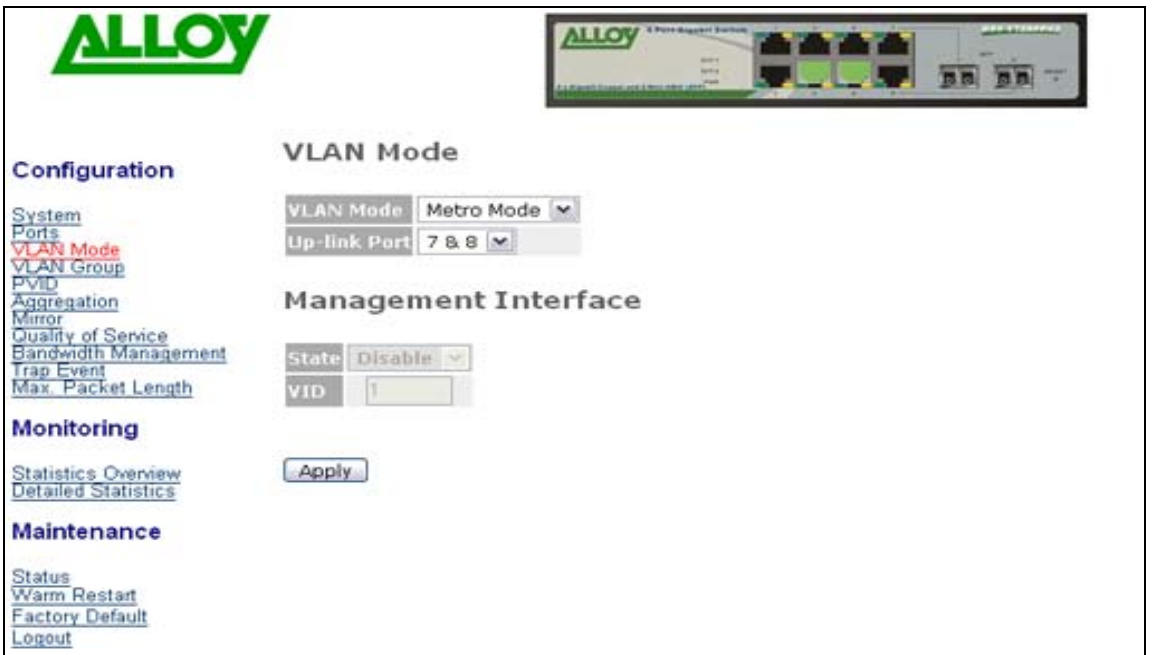 ALLOY
ALLOY
VLAN Mode
VLAN Mode Metro Mode
Up-link Port 7 & 8
Management Interface
State Disable
VID 1
Apply
Configuration
System
Ports
VLAN Mode
VLAN Group
PVID
Aggregation
Mirror
Quality of Service
Bandwidth Management
Trap Event
Max. Packet Length
Monitoring
Statistics Overview
Detailed Statistics
Maintenance
Status
Warm Restart
Factory Default
Logout